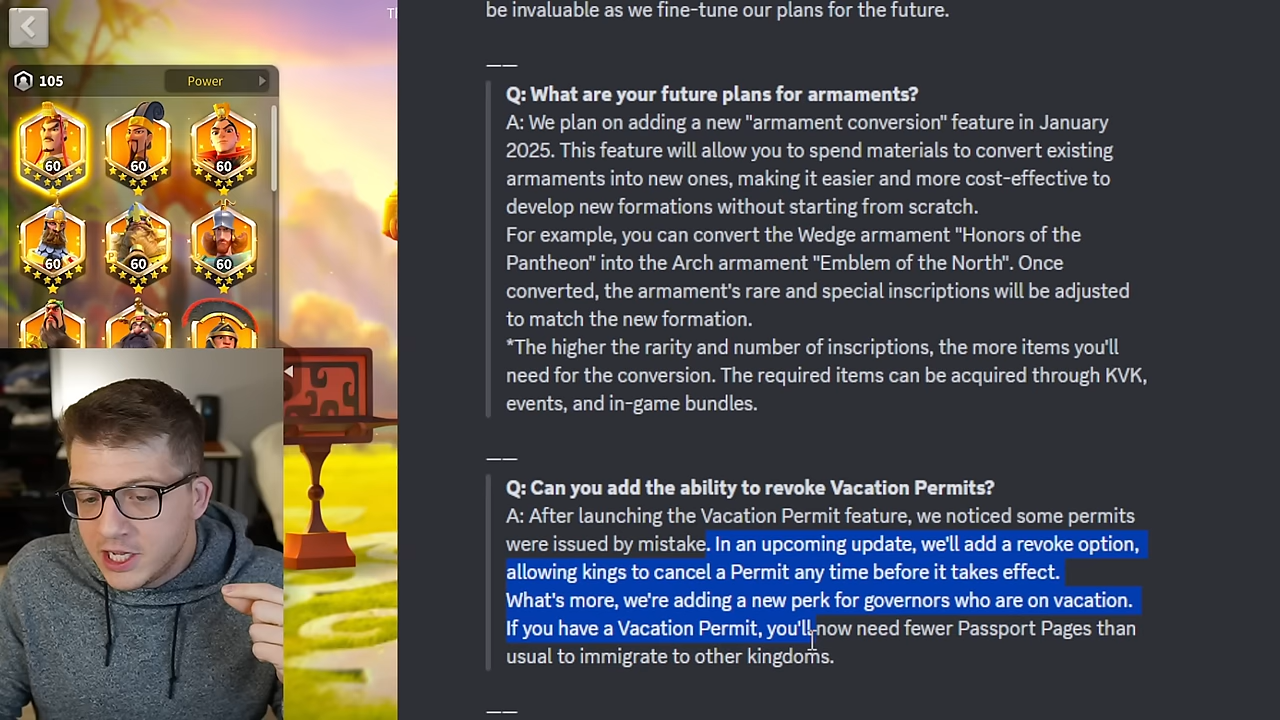 Tl
105
Power
60
60
60
60
60
60
be invaluable as we fine-tune our plans for the future.
——
Q: What are your future plans for armaments?
A: We plan on adding a new "armament conversion" feature in January
2025. This feature will allow you to spend materials to convert existing
armaments into new ones, making it easier and more cost-effective to
develop new formations without starting from scratch.
For example, you can convert the Wedge armament "Honors of the
Pantheon" into the Arch armament "Emblem of the North". Once
converted, the armament's rare and special inscriptions will be adjusted
to match the new formation.
*The higher the rarity and number of inscriptions, the more items you'll
need for the conversion. The required items can be acquired through KVK,
events, and in-game bundles.
——
Q: Can you add the ability to revoke Vacation Permits?
A: After launching the Vacation Permit feature, we noticed some permits
were issued by mistake. In an upcoming update, we'll add a revoke option,
allowing kings to cancel a Permit any time before it takes effect.
What's more, we're adding a new perk for governors who are on vacation.
If you have a Vacation Permit, you'll now need fewer Passport Pages than
usual to immigrate to other kingdoms.
——